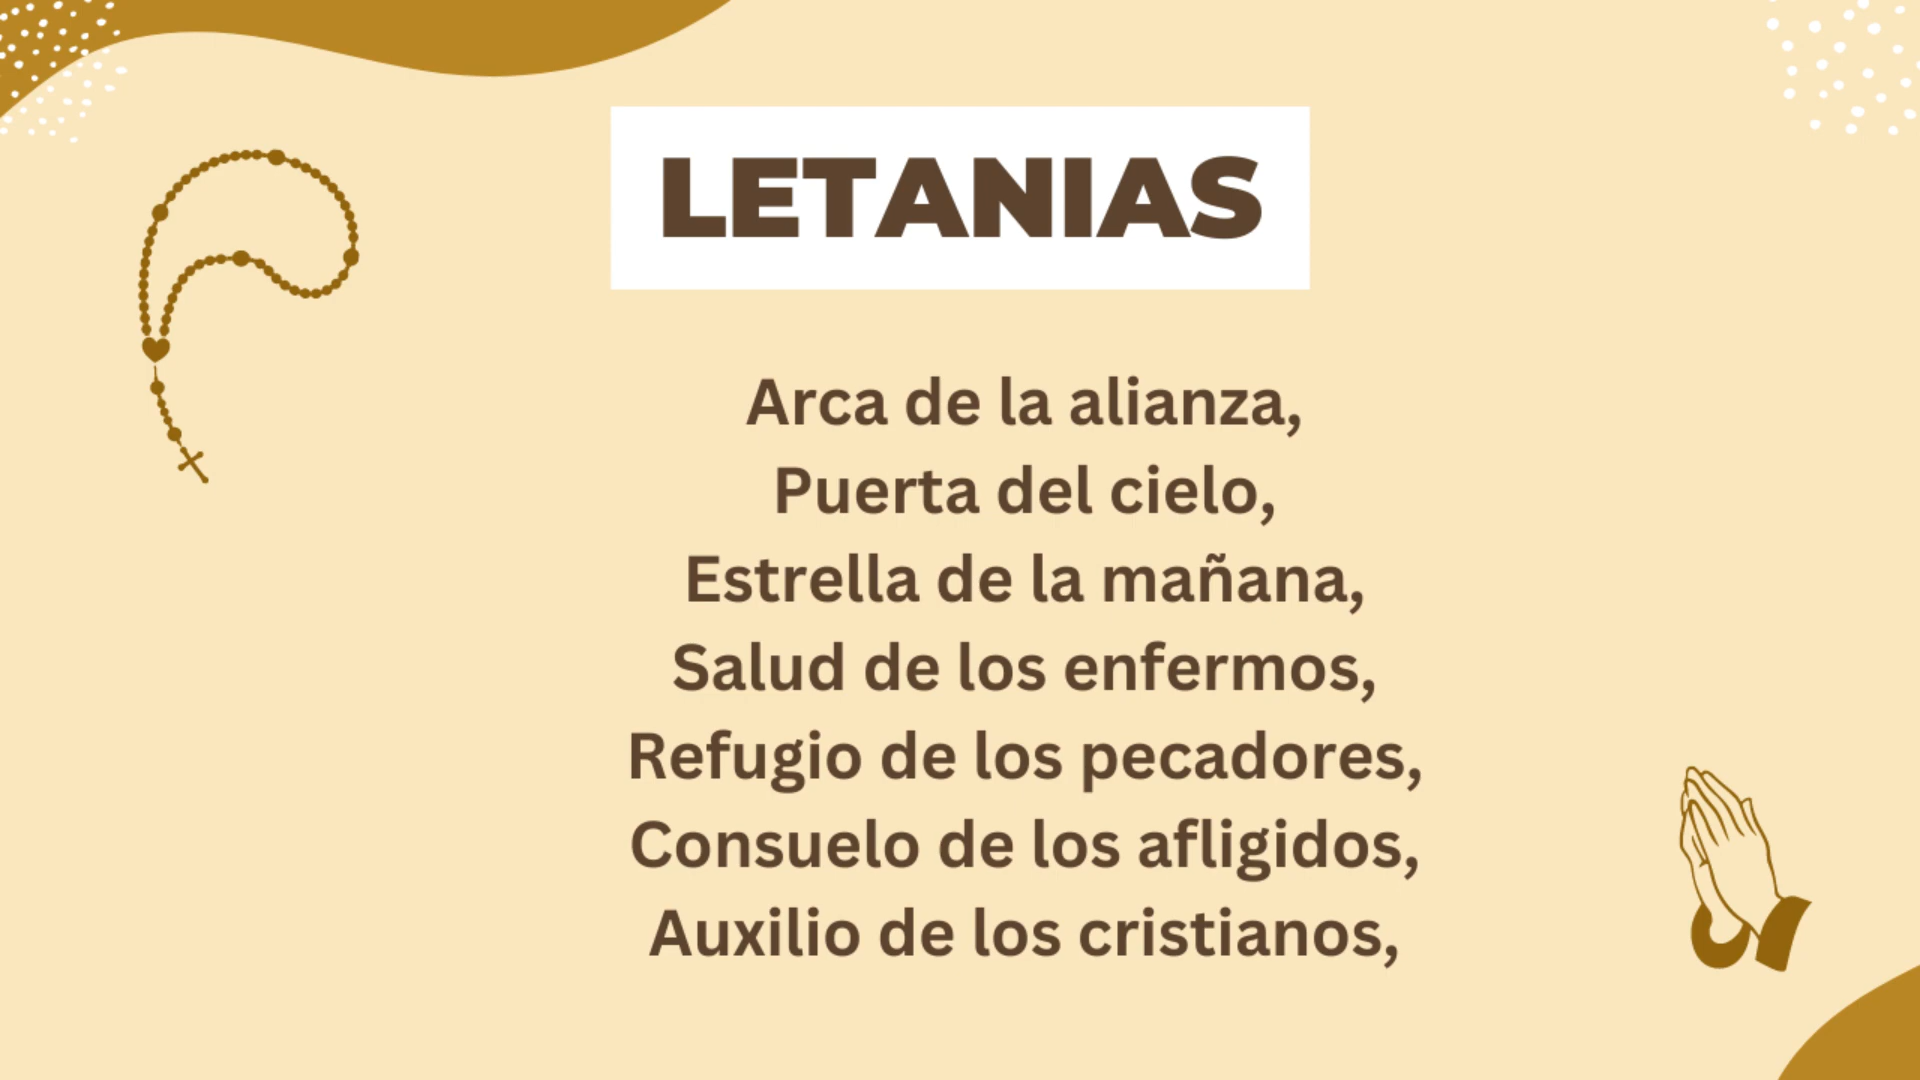 LETANIAS
Arca de la alianza,
Puerta del cielo,
Estrella de la mañana,
Salud de los enfermos,
Refugio de los pecadores,
Consuelo de los afligidos,
Auxilio de los cristianos,